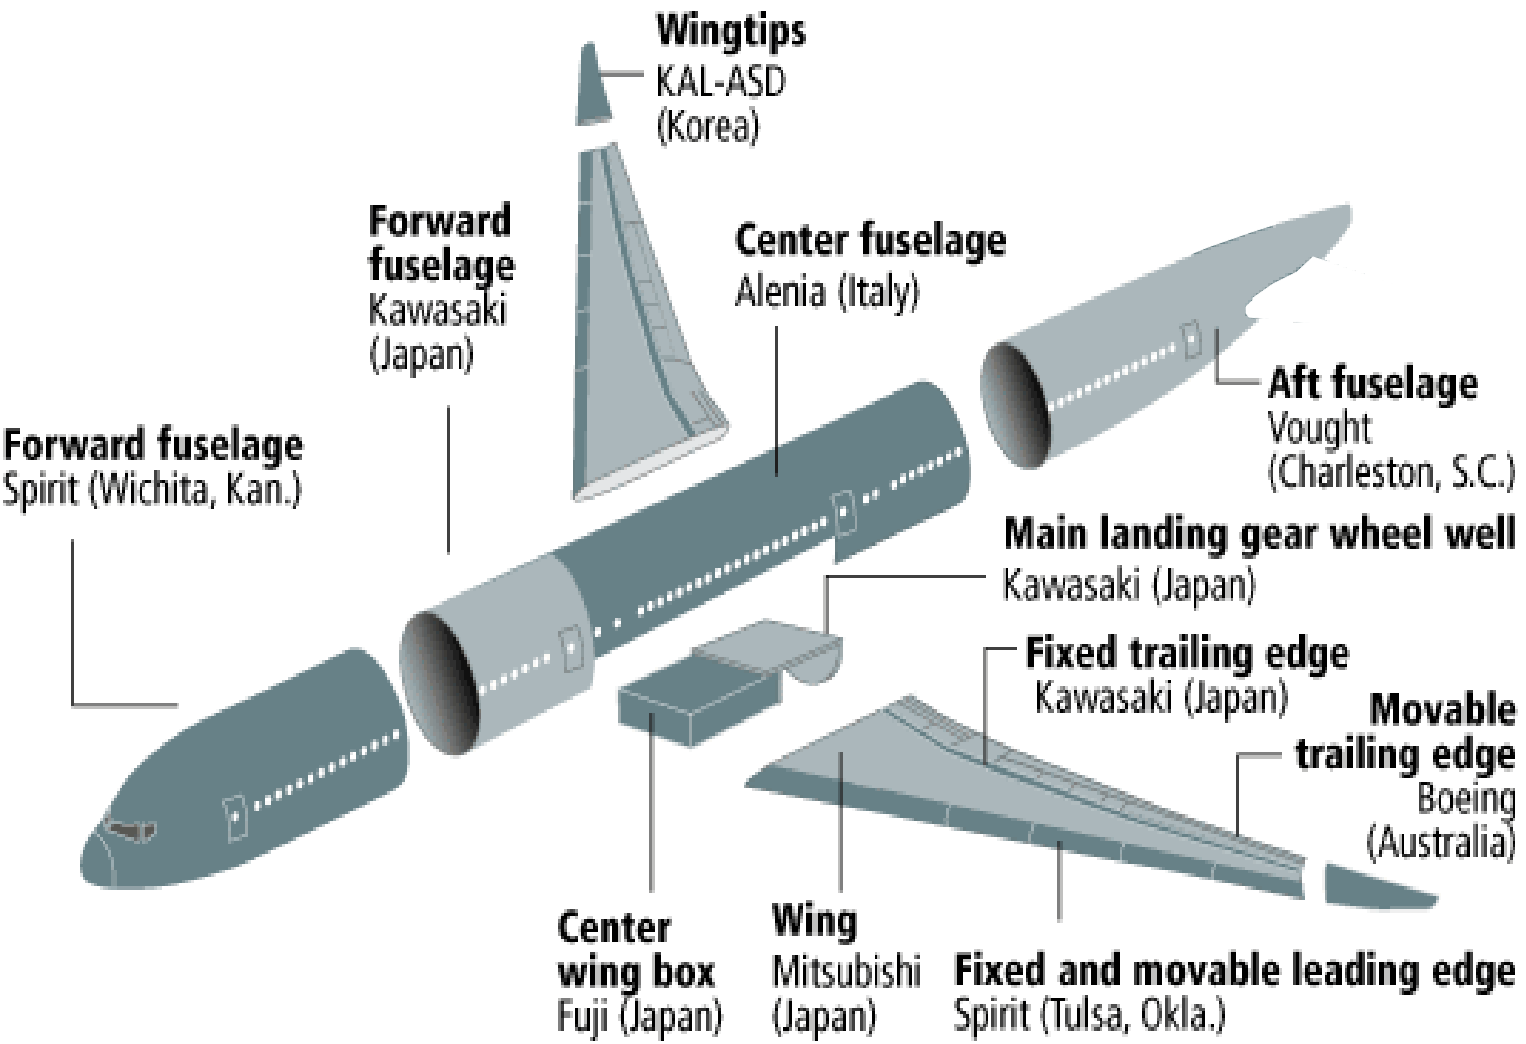 Wingtips
KAL-ASD
(Korea)
Forward
fuselage
Kawasaki
(Japan)
Center fuselage
Alenia (Italy)
Aft fuselage
Vought
(Charleston, S.C.)
Forward fuselage
Spirit (Wichita, Kan.)
Main landing gear wheel well
Kawasaki (Japan)
Fixed trailing edge
Kawasaki (Japan)
Movable
trailing edge
Boeing
(Australia)
Center
wing box
Fuji (Japan)
Wing
Mitsubishi
(Japan)
Fixed and movable leading edge
Spirit (Tulsa, Okla.)